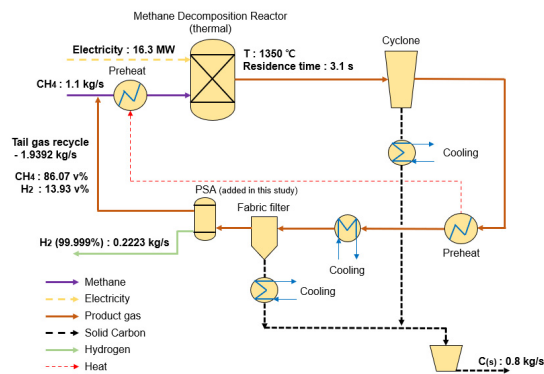 Methane Decomposition Reactor
(thermal)
Cyclone
Electricity : 16.3 MW
T : 1350 ℃
Residence time : 3.1 s
Preheat
CH4 : 1.1 kg/s
Tail gas recycle
- 1.9392 kg/s
Cooling
CH4 : 86.07 v%
H2 : 13.93 v%
PSA (added in this study)
Fabric filter
H2 (99.999%) : 0.2223 kg/s
Cooling
Preheat
Methane
Cooling
Electricity
Product gas
Solid Carbon
Hydrogen
Heat
C(s) : 0.8 kg/s